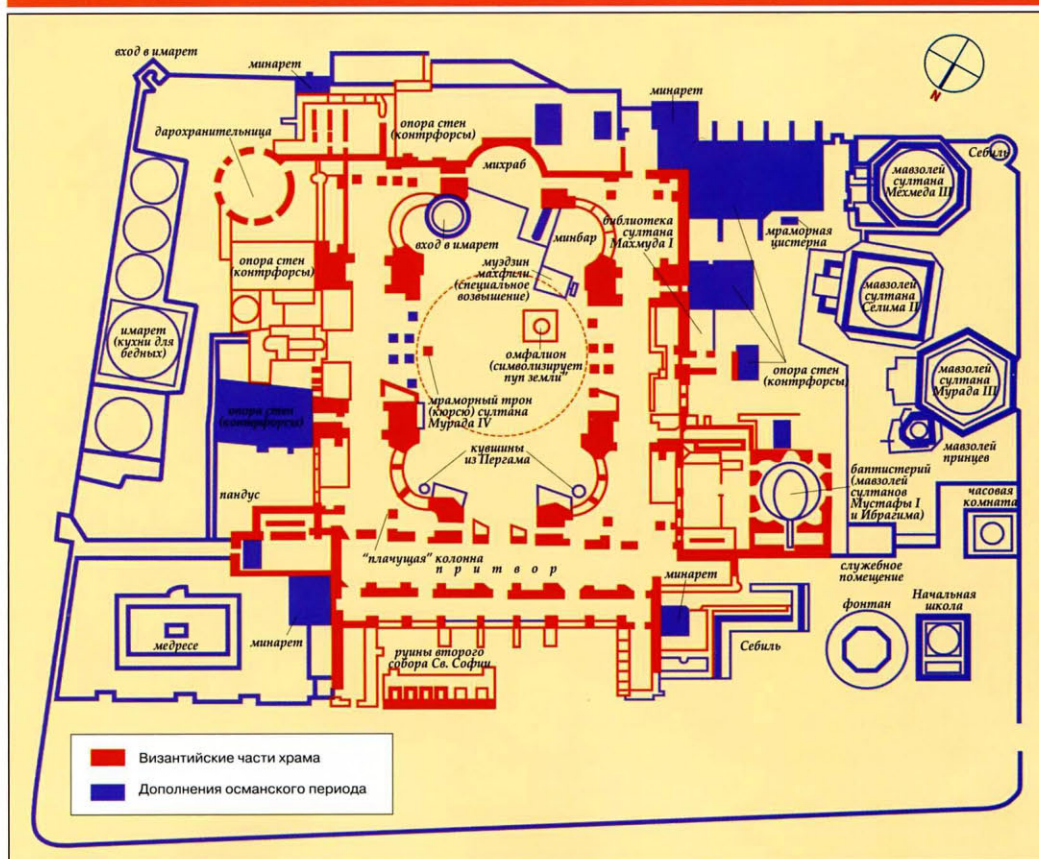 вход в имарет
минарет
минарет
N
дарохранительница
опора стен
(контрфорсы)
михраб
Себиль
мавзолей
султана
Мехмеда III
библиотека
султана
Махмуда I
минбар
мраморная
цистерна
вход в имарет
муэдзин
махфили
(специальное
возвышение)
опора стен
(контрфорсы)
мавзолей
султана
Селима II
имарет
(кухни для
бедных)
омфалион
(символизирует
пуп земли"
опора стен
(контрфорсы)
мавзолей
султана
Мурада III
мраморный трон
(кюрсю) султана
Мурада IV
опора стен
(контрфорсы)
мавзолей
принцев
кувшины
из Пергама
баптистерий
(мавзолей
султанов
Мустафы I
и Ибрагима)
часовая
комната
пандус
"плачущая" колонна
притвор
служебное
помещение
минарет
фонтан
Начальная
школа
медресе
минарет
руины второго
собора Св. Софии
Себиль
Византийские части храма
Дополнения османского периода